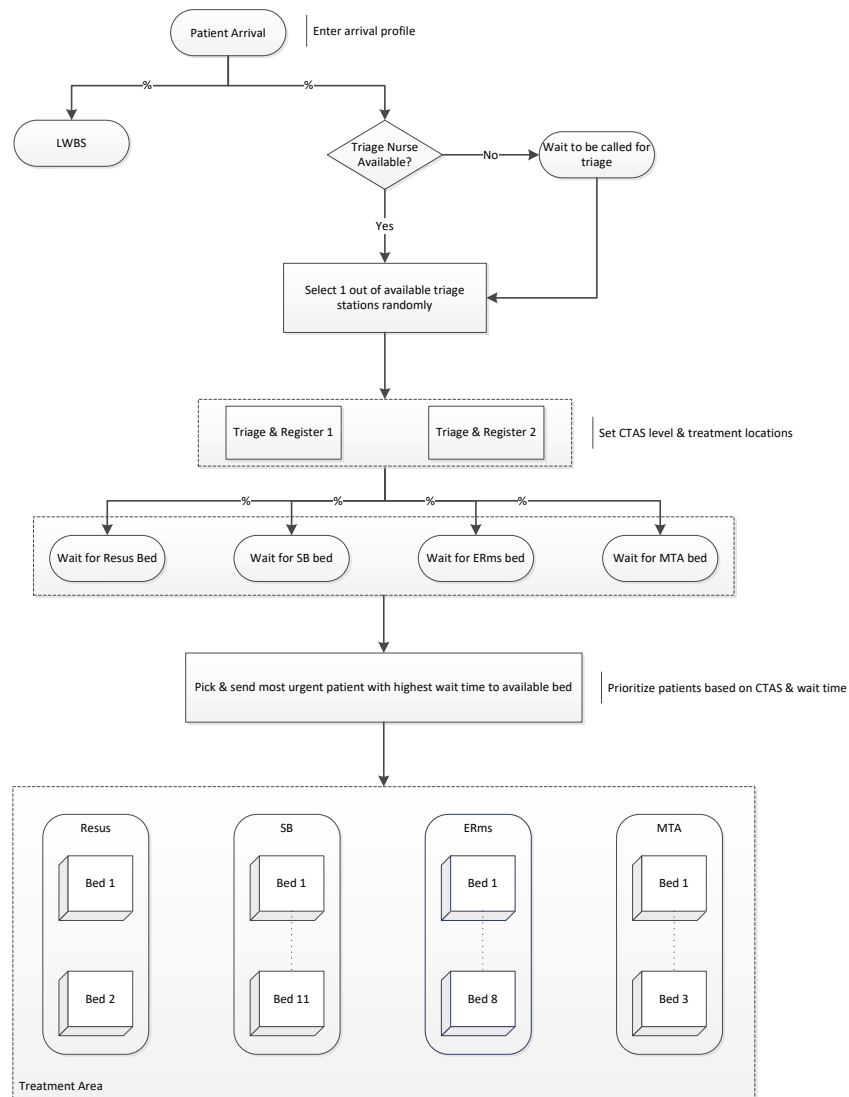 Patient Arrival
Enter arrival profile
%
%
LWBS
Triage Nurse
Available?
No
Wait to be called for
triage
Yes
Select 1 out of available triage
stations randomly
Triage & Register 1
Triage & Register 2
Set CTAS level & treatment locations
%
%
%
%
Wait for Resus Bed
Wait for SB bed
Wait for ERms bed
Wait for MTA bed
Pick & send most urgent patient with highest wait time to available bed
Prioritize patients based on CTAS & wait time
Resus
SB
ERms
MTA
Bed 1
Bed 1
Bed 1
Bed 1
Bed 2
Bed 11
Bed 8
Bed 3
Treatment Area